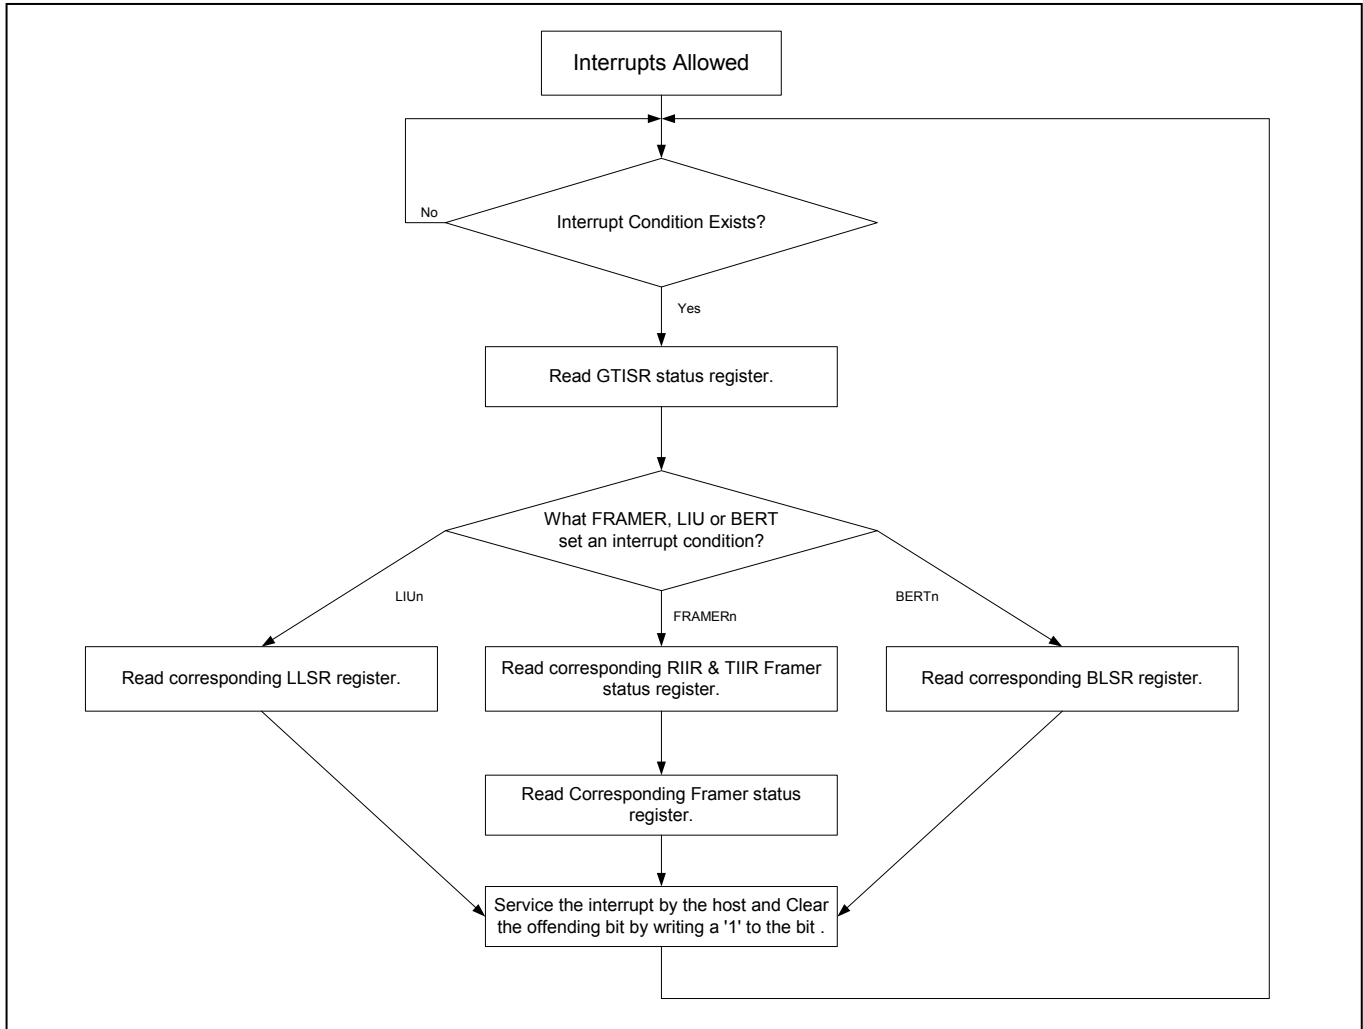 Interrupts Allowed
No
Interrupt Condition Exists?
Yes
Read GTISR status register.
What FRAMER, LIU or BERT
set an interrupt condition?
LIUn
FRAMERn
BERTn
Read corresponding LLSR register.
Read corresponding RIIR & TIIR Framer
status register.
Read corresponding BLSR register.
Read Corresponding Framer status
register.
Service the interrupt by the host and Clear
the offending bit by writing a '1' to the bit .